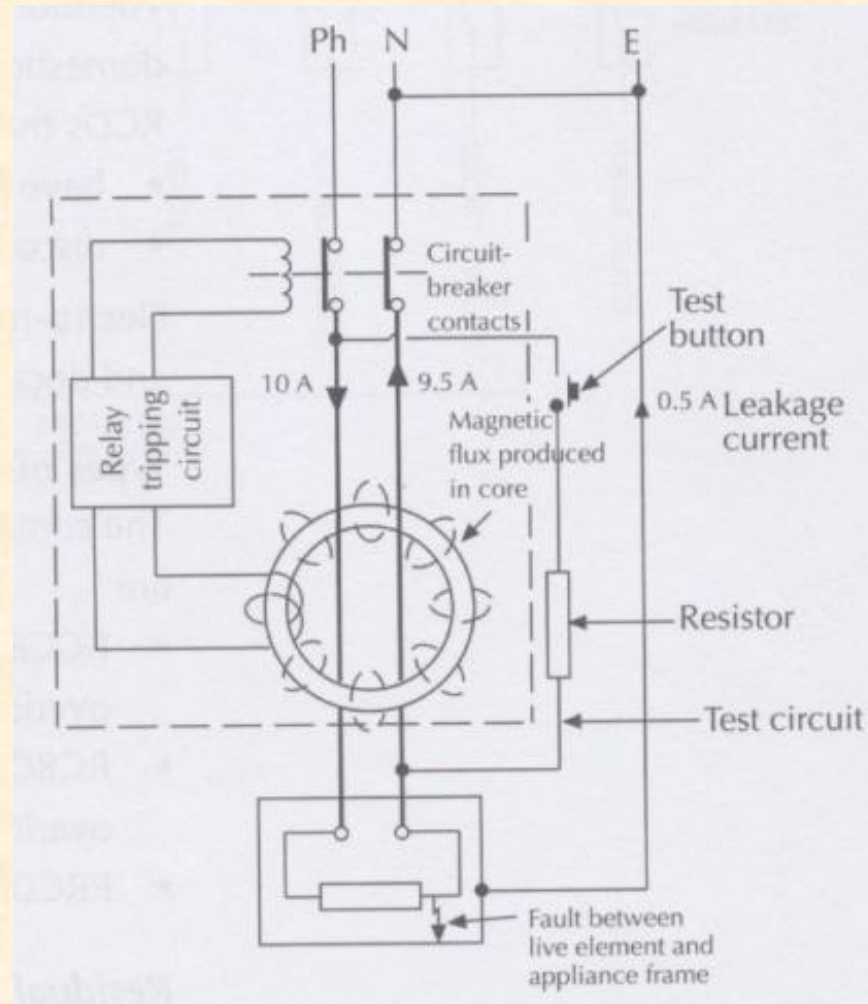 Ph N E
Circuit-
breaker
contacts
Test
button
10 A
9.5 A
0.5 A Leakage
current
Relay
tripping
circuit
Magnetic
flux produced
in core
Resistor
Test circuit
Fault between
live element and
appliance frame